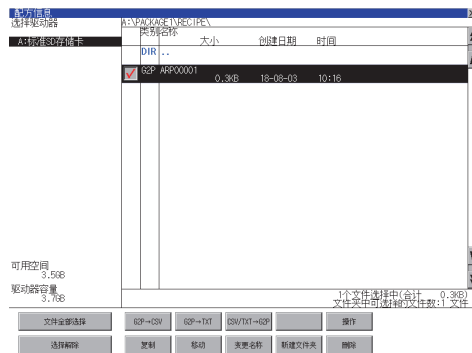 配方信息
选择驱动器 A:\PACKAGE1\RECIPE\
A:标准SD存储卡
类别名称
大小 创建日期 时间
DIR ..
G2P ARP00001
0.3KB 18-08-03 10:16
可用空间
3.5GB
驱动器容量
3.7GB
1个文件选择中(合计 0.3KB)
文件夹中可选择的文件数:1 文件
文件全部选择 G2P→CSV G2P→TXT CSV/TXT→G2P 操作
选择解除 复制 移动 变更名称 新建文件夹 删除